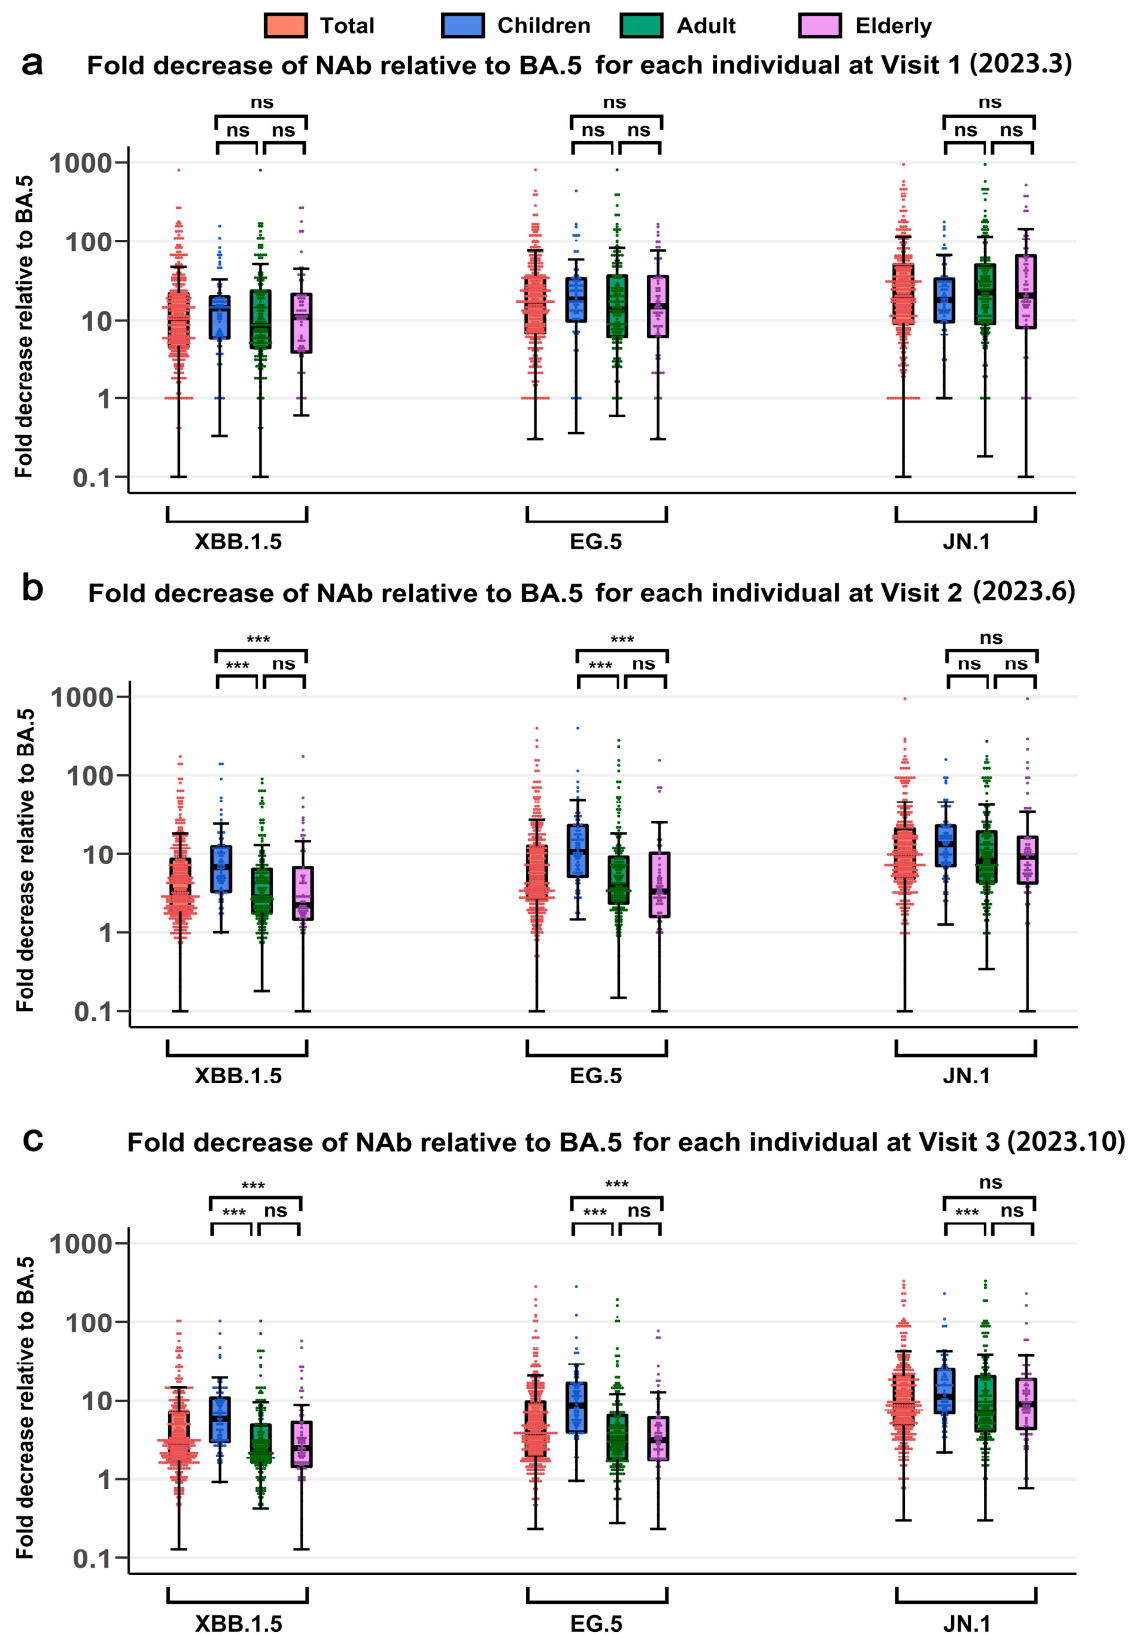 Total Children Adult Elderly
a Fold decrease of NAb relative to BA.5 for each individual at Visit 1 (2023.3)
ns ns ns
ns ns ns ns ns ns
Fold decrease relative to BA.5
1000
100
10
1
0.1
XBB.1.5 EG.5 JN.1
b Fold decrease of NAb relative to BA.5 for each individual at Visit 2 (2023.6)
*** *** ns
*** ns *** ns ns ns
Fold decrease relative to BA.5
1000
100
10
1
0.1
XBB.1.5 EG.5 JN.1
c Fold decrease of NAb relative to BA.5 for each individual at Visit 3 (2023.10)
*** *** ns
*** ns *** ns *** ns
Fold decrease relative to BA.5
1000
100
10
1
0.1
XBB.1.5 EG.5 JN.1